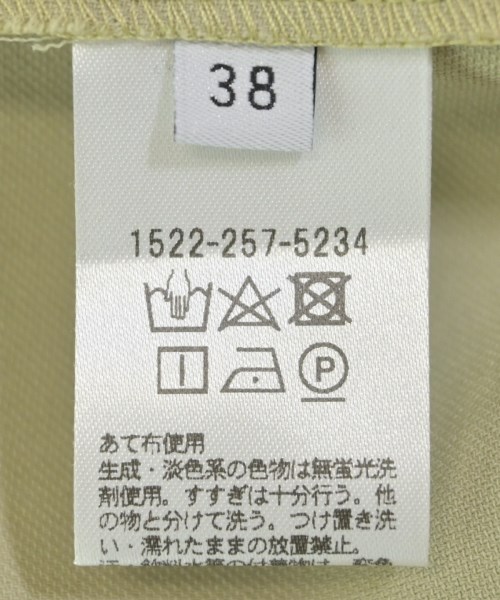 38
1522-257-5234
P
あて布使用
生成・淡色系の色物は無蛍光洗
剤使用。すすぎは十分行う。他
の物と分けて洗う。つけ置き洗
い・濡れたままの放置禁止。